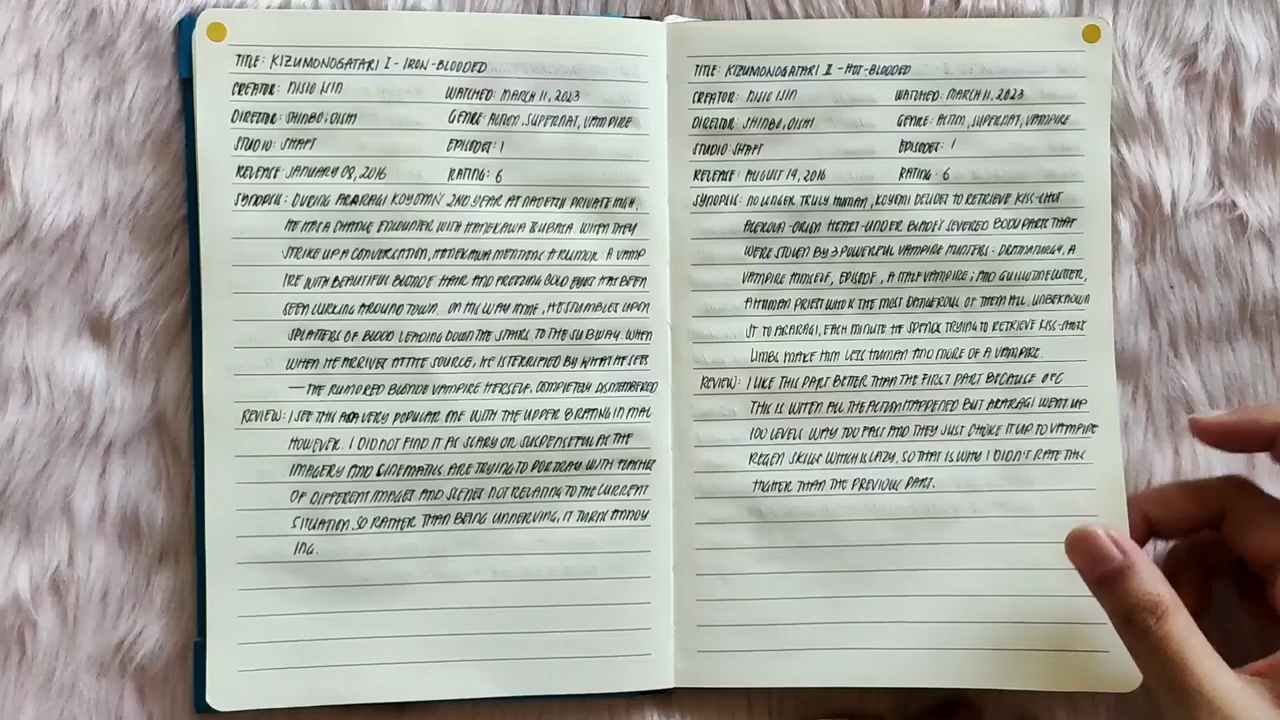 TITLE: KIZUMONOGATARI I - IRON-BLOODED
CREATOR: NISIO ISIN WATCHED: MARCH 11, 2023
DIRECTOR: SHINBO, OISHI GENRE: ACTION, SUPERNAT, VAMPIRE
STUDIO: SHAFT EPISODES: 1
RELEASE: JANUARY 08, 2016 RATING: 6
SYNOPSIS: DURING ARARAGI KOYOMI'S 2ND YEAR AT NAOETSU PRIVATE HIGH,
HE HAS A CHANCE ENCOUNTER WITH HANEKAWA TSUBASA. WHEN THEY
STRIKE UP A CONVERSATION, HANEKAWA MENTIONS A RUMOR: A VAMP
IRE WITH BEAUTIFUL BLONDE HAIR AND FREEZING COLD EYES HAS BEEN
SEEN LURKING AROUND TOWN. ON HIS WAY HOME, HE STUMBLES UPON
SPLATTERS OF BLOOD LEADING DOWN THE STAIRS TO THE SUBWAY. WHEN
WHEN HE ARRIVES AT THE SOURCE, HE IS TERRIFIED BY WHAT HE SEES
— THE RUMORED BLONDE VAMPIRE HERSELF, COMPLETELY DISMEMBERED
REVIEW: I SEE THIS AS A VERY POPULAR ONE WITH THE UPPER 8 RATING IN MAL
HOWEVER, I DID NOT FIND IT AS SCARY OR SUSPENSEFUL AS THE
IMAGERY AND CINEMATICS ARE TRYING TO PORTRAY WITH FLASHES
OF DIFFERENT IMAGES AND SCENES NOT RELATING TO THE CURRENT
SITUATION. SO RATHER THAN BEING UNNERVING, IT TURNS ANNOY
ING.
TITLE: KIZUMONOGATARI II - HOT-BLOODED
CREATOR: NISIO ISIN WATCHED: MARCH 11, 2023
DIRECTOR: SHINBO, OISHI GENRE: ACTION, SUPERNAT, VAMPIRE
STUDIO: SHAFT EPISODES: 1
RELEASE: AUGUST 19, 2016 RATING: 6
SYNOPSIS: NO LONGER TRULY HUMAN, KOYOMI DECIDES TO RETRIEVE KISS-SHOT
ACEROLA-ORION HEART-UNDER BLADE'S SEVERED BODY PARTS THAT
WERE STOLEN BY 3 POWERFUL VAMPIRE HUNTERS: DRAMATURGY, A
VAMPIRE HIMSELF, EPISODE, A HALF VAMPIRE; AND GUILLOTINE CUTTER,
A HUMAN PRIEST WHO IS THE MOST DANGEROUS OF THEM ALL. UNBEKNOWN
ST TO ARARAGI, EACH MINUTE HE SPENDS TRYING TO RETRIEVE KISS-SHOT
LIMBS MAKE HIM LESS HUMAN AND MORE OF A VAMPIRE.
REVIEW: I LIKE THIS PART BETTER THAN THE FIRST PART BECAUSE OFC
THIS IS WHEN ALL THE ACTION HAPPENED BUT ARARAGI WENT UP
100 LEVELS WAY TOO FAST AND THEY JUST CHOKE IT UP TO VAMPIRE
REGEN SKILLS WHICH IS LAZY. SO THAT IS WHY I DIDN'T RATE THIS
HIGHER THAN THE PREVIOUS PART.